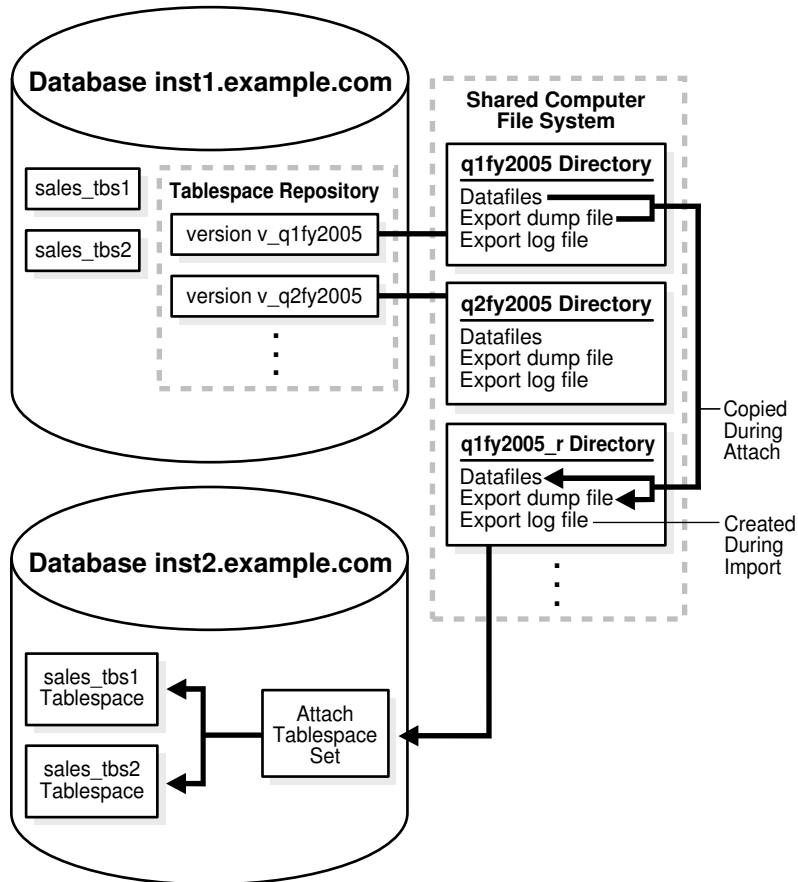 Database inst1.example.com
sales_tbs1
sales_tbs2
Tablespace Repository
version v_q1fy2005
version v_q2fy2005
Shared Computer
File System
q1fy2005 Directory
Datafiles
Export dump file
Export log file
q2fy2005 Directory
Datafiles
Export dump file
Export log file
q1fy2005_r Directory
Datafiles
Export dump file
Export log file
Copied
During
Attach
Created
During
Import
Database inst2.example.com
sales_tbs1
Tablespace
sales_tbs2
Tablespace
Attach
Tablespace
Set